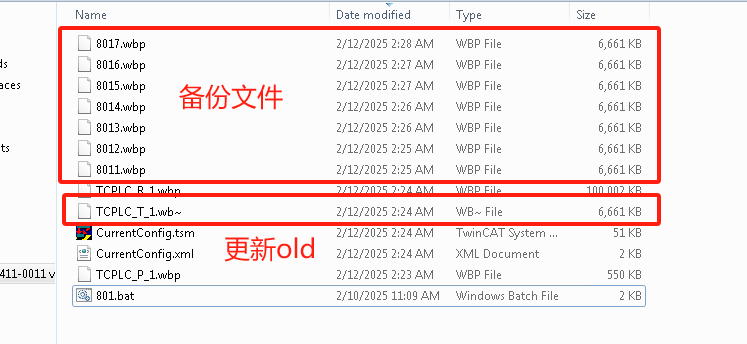 Name Date modified Type Size
8017.wbp 2/12/2025 2:28 AM WBP File 6,661 KB
8016.wbp 2/12/2025 2:27 AM WBP File 6,661 KB
8015.wbp 2/12/2025 2:27 AM WBP File 6,661 KB
备份文件
8014.wbp 2/12/2025 2:26 AM WBP File 6,661 KB
8013.wbp 2/12/2025 2:26 AM WBP File 6,661 KB
8012.wbp 2/12/2025 2:25 AM WBP File 6,661 KB
8011.wbp 2/12/2025 2:25 AM WBP File 6,661 KB
TCPLC_R_1.wbp 2/12/2025 2:24 AM WBP File 100,002 KB
TCPLC_T_1.wb~ 2/12/2025 2:24 AM WB~ File 6,661 KB
CurrentConfig.tsm 2/12/2025 2:24 AM TwinCAT System ... 51 KB
更新old
CurrentConfig.xml 2/12/2025 2:24 AM XML Document 2 KB
411-0011 v TCPLC_P_1.wbp 2/12/2025 2:23 AM WBP File 550 KB
801.bat 2/10/2025 11:09 AM Windows Batch File 2 KB